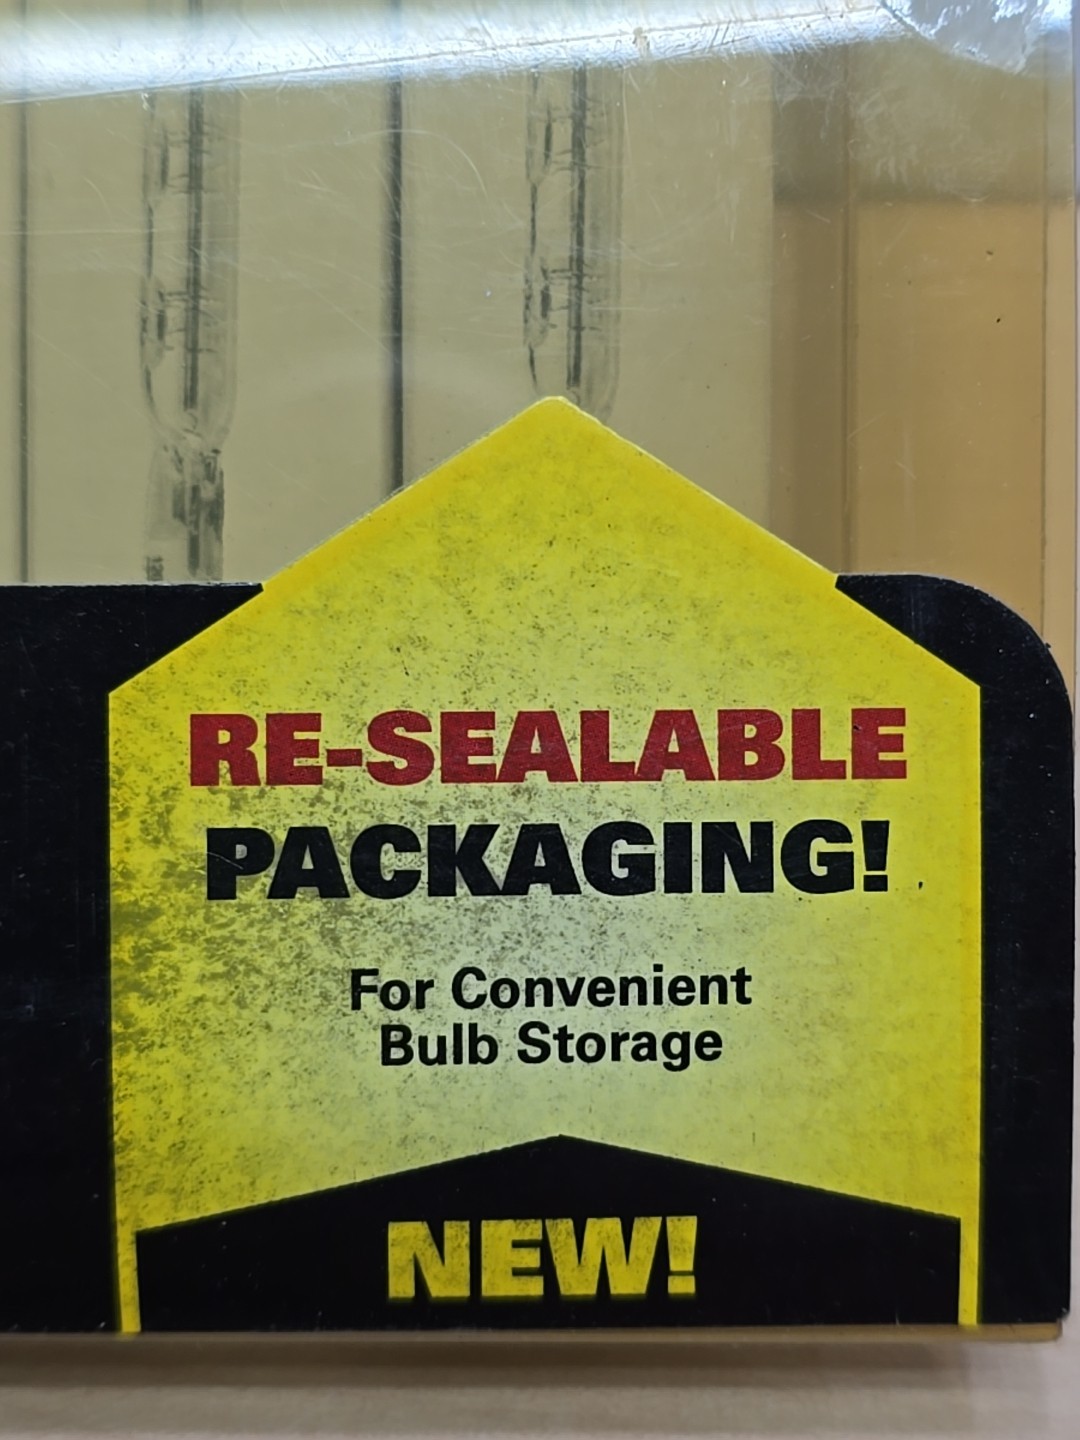 RE-SEALABLE
PACKAGING!
For Convenient
Bulb Storage
NEW!